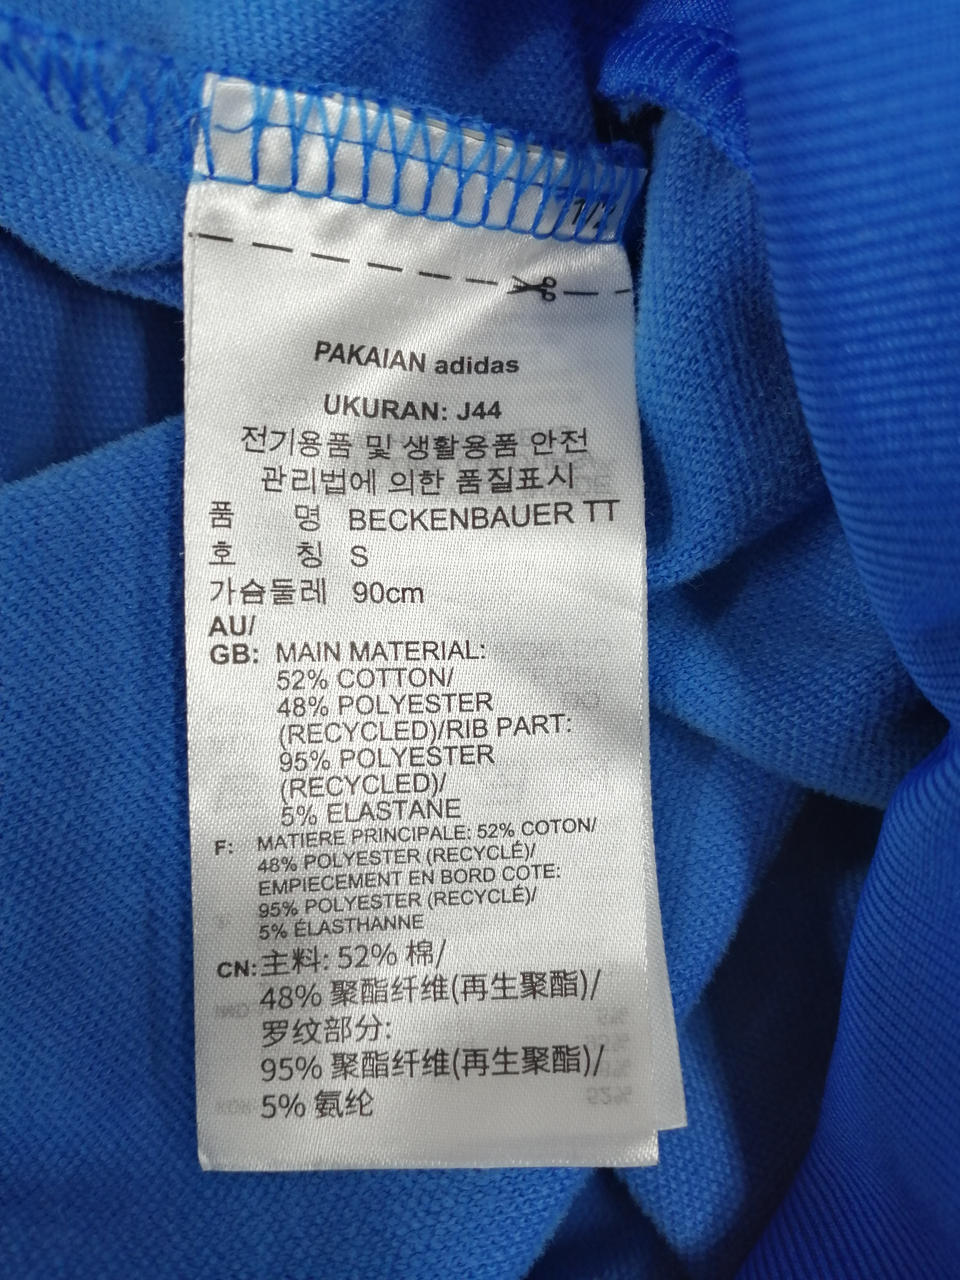 PAKAIAN adidas
UKURAN: J44
전기용품 및 생활용품 안전
관리법에 의한 품질표시
품 명 BECKENBAUER TT
호 칭 S
가슴둘레 90cm
AU/
GB: MAIN MATERIAL:
52% COTTON/
48% POLYESTER
(RECYCLED)/RIB PART:
95% POLYESTER
(RECYCLED)/
5% ELASTANE
F: MATIERE PRINCIPALE: 52% COTON/
48% POLYESTER (RECYCLÉ)/
EMPIECEMENT EN BORD COTE:
95% POLYESTER (RECYCLÉ)/
5% ÉLASTHANNE
CN: 主料: 52% 棉/
48% 聚酯纤维(再生聚酯)/
罗纹部分:
95% 聚酯纤维(再生聚酯)/
5% 氨纶